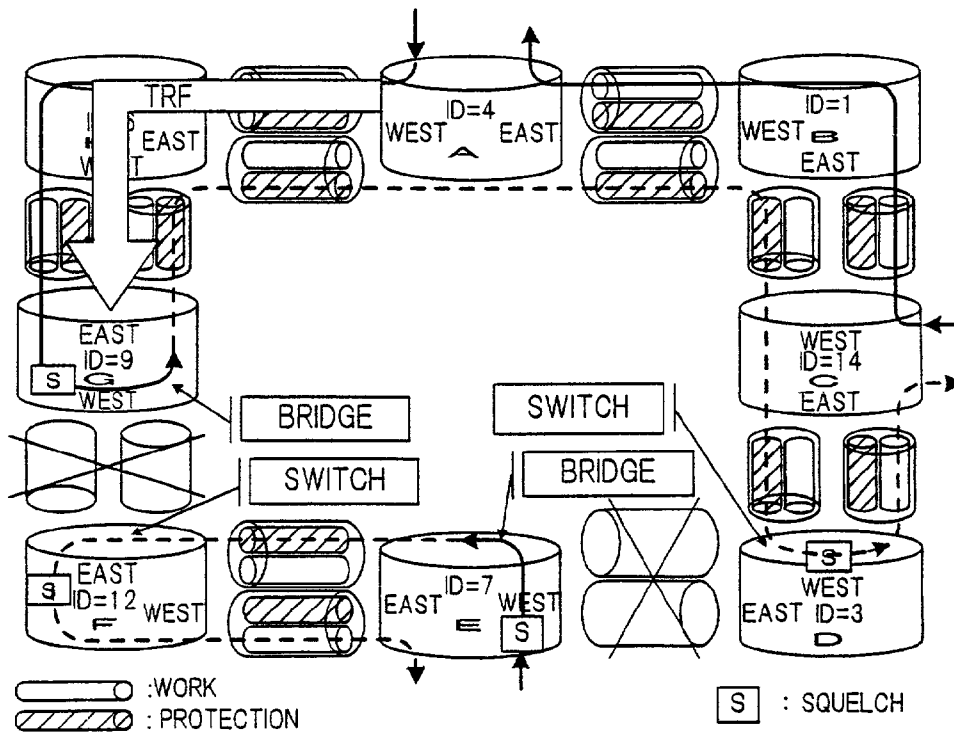 TRF
EAST
WEST
ID=4
WEST EAST
A
ID=1
WEST B
EAST
EAST
ID=9
S G
WEST
WEST
ID=14
C
EAST
BRIDGE
SWITCH
SWITCH
BRIDGE
EAST
S ID=12 WEST
F
ID=7
EAST WEST
E S
S
WEST
EAST ID=3
D
:WORK
:PROTECTION
S : SQUELCH